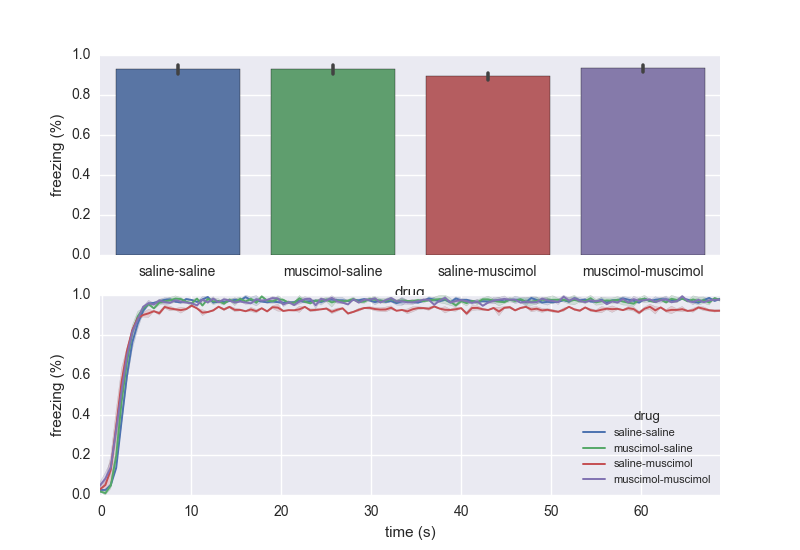 1.0
0.8
0.6
0.4
0.2
0.0
freezing (%)
saline-saline muscimol-saline saline-muscimol muscimol-muscimol
drug
1.0
0.8
0.6
0.4
0.2
0.0
freezing (%)
drug
saline-saline
muscimol-saline
saline-muscimol
muscimol-muscimol
0 10 20 30 40 50 60
time (s)